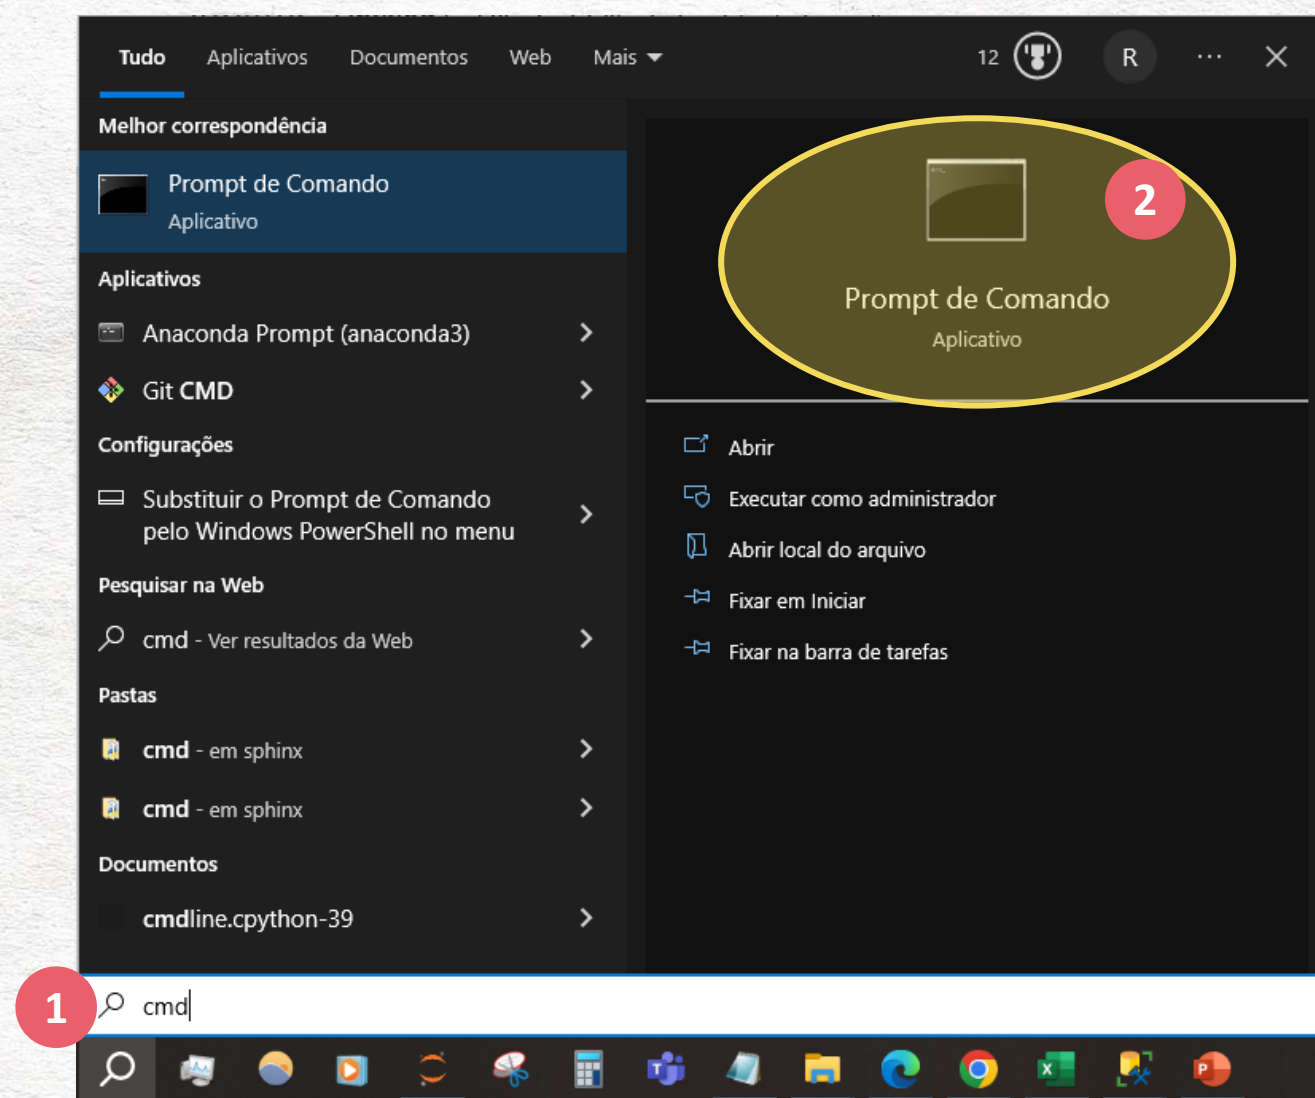 Tudo Aplicativos Documentos Web Mais 12 R ...
Melhor correspondência
Prompt de Comando
Aplicativo
Aplicativos
Anaconda Prompt (anaconda3)
Git CMD
Configurações
Substituir o Prompt de Comando
pelo Windows PowerShell no menu
Pesquisar na Web
cmd - Ver resultados da Web
Pastas
cmd - em sphinx
cmd - em sphinx
Documentos
cmdline.cpython-39
2
Prompt de Comando
Aplicativo
Abrir
Executar como administrador
Abrir local do arquivo
Fixar em Iniciar
Fixar na barra de tarefas
1 cmd